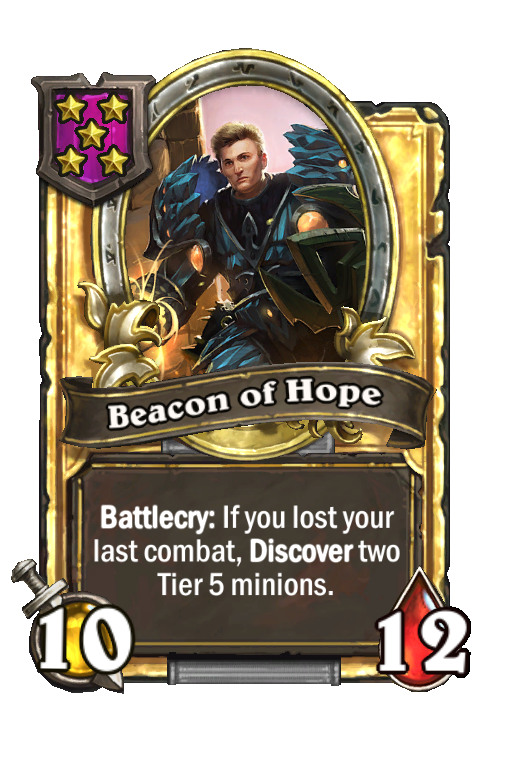 Beacon of Hope
Battlecry: If you lost your
last combat, Discover two
Tier 5 minions.
10
12